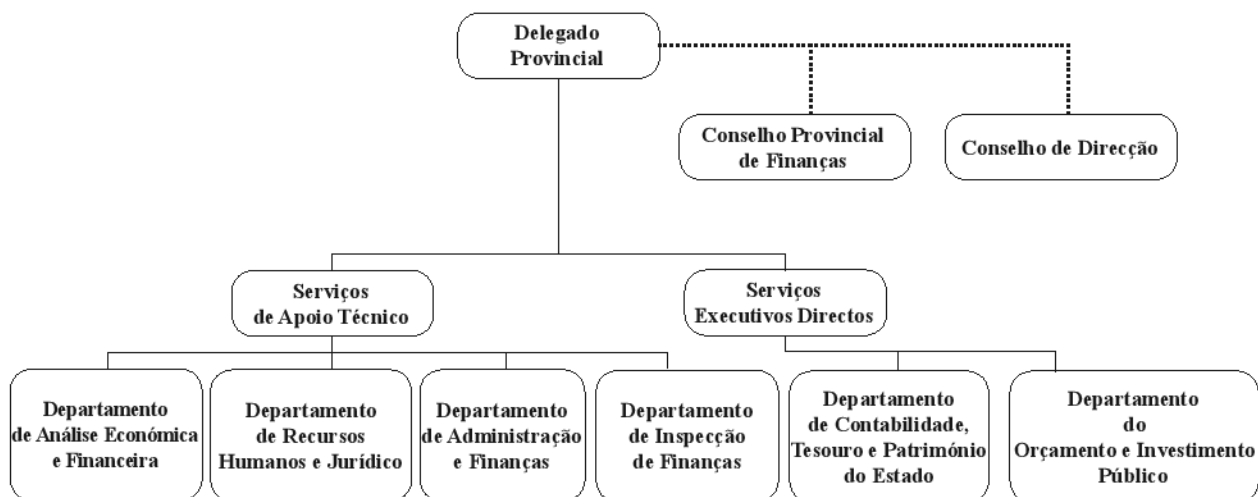 Delegado
Provincial
Conselho Provincial
de Finanças
Conselho de Direcção
Serviços
de Apoio Técnico
Serviços
Executivos Directos
Departamento
de Análise Económica
e Financeira
Departamento
de Recursos
Humanos e Jurídico
Departamento
de Administração
e Finanças
Departamento
de Inspecção
de Finanças
Departamento
de Contabilidade,
Tesouro e Património
do Estado
Departamento
do
Orçamento e Investimento
Público